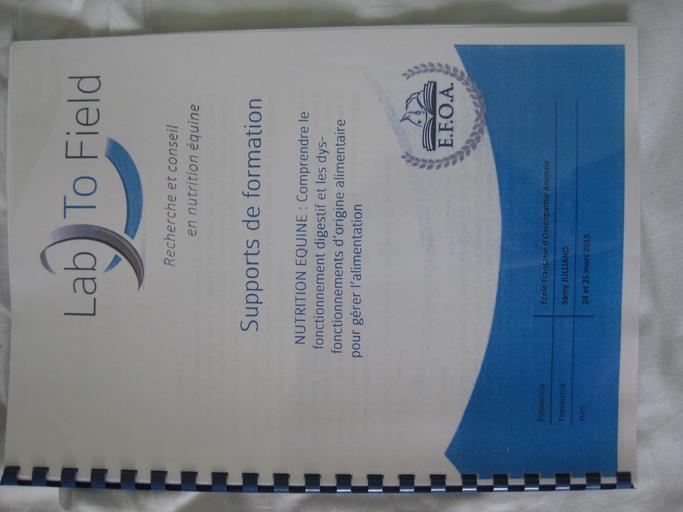 Lab To Field
Recherche et conseil
en nutrition équine
Supports de formation
NUTRITION EQUINE : Comprendre le
fonctionnement digestif et les dys-
fonctionnements d'origine alimentaire
pour gérer l'alimentation
E.F.O.A.
FORMATION Ecole Française d'Ostéopathie Animale
FORMATEUR Samy JULLIAND
DATE 24 et 25 mars 2015